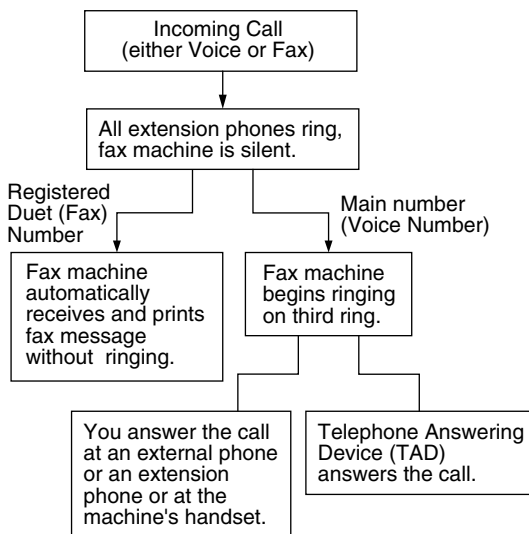 Incoming Call
(either Voice or Fax)
All extension phones ring,
fax machine is silent.
Registered
Duet (Fax)
Number
Main number
(Voice Number)
Fax machine
automatically
receives and prints
fax message
without ringing.
Fax machine
begins ringing
on third ring.
You answer the call
at an external phone
or an extension
phone or at the
machine's handset.
Telephone Answering
Device (TAD)
answers the call.